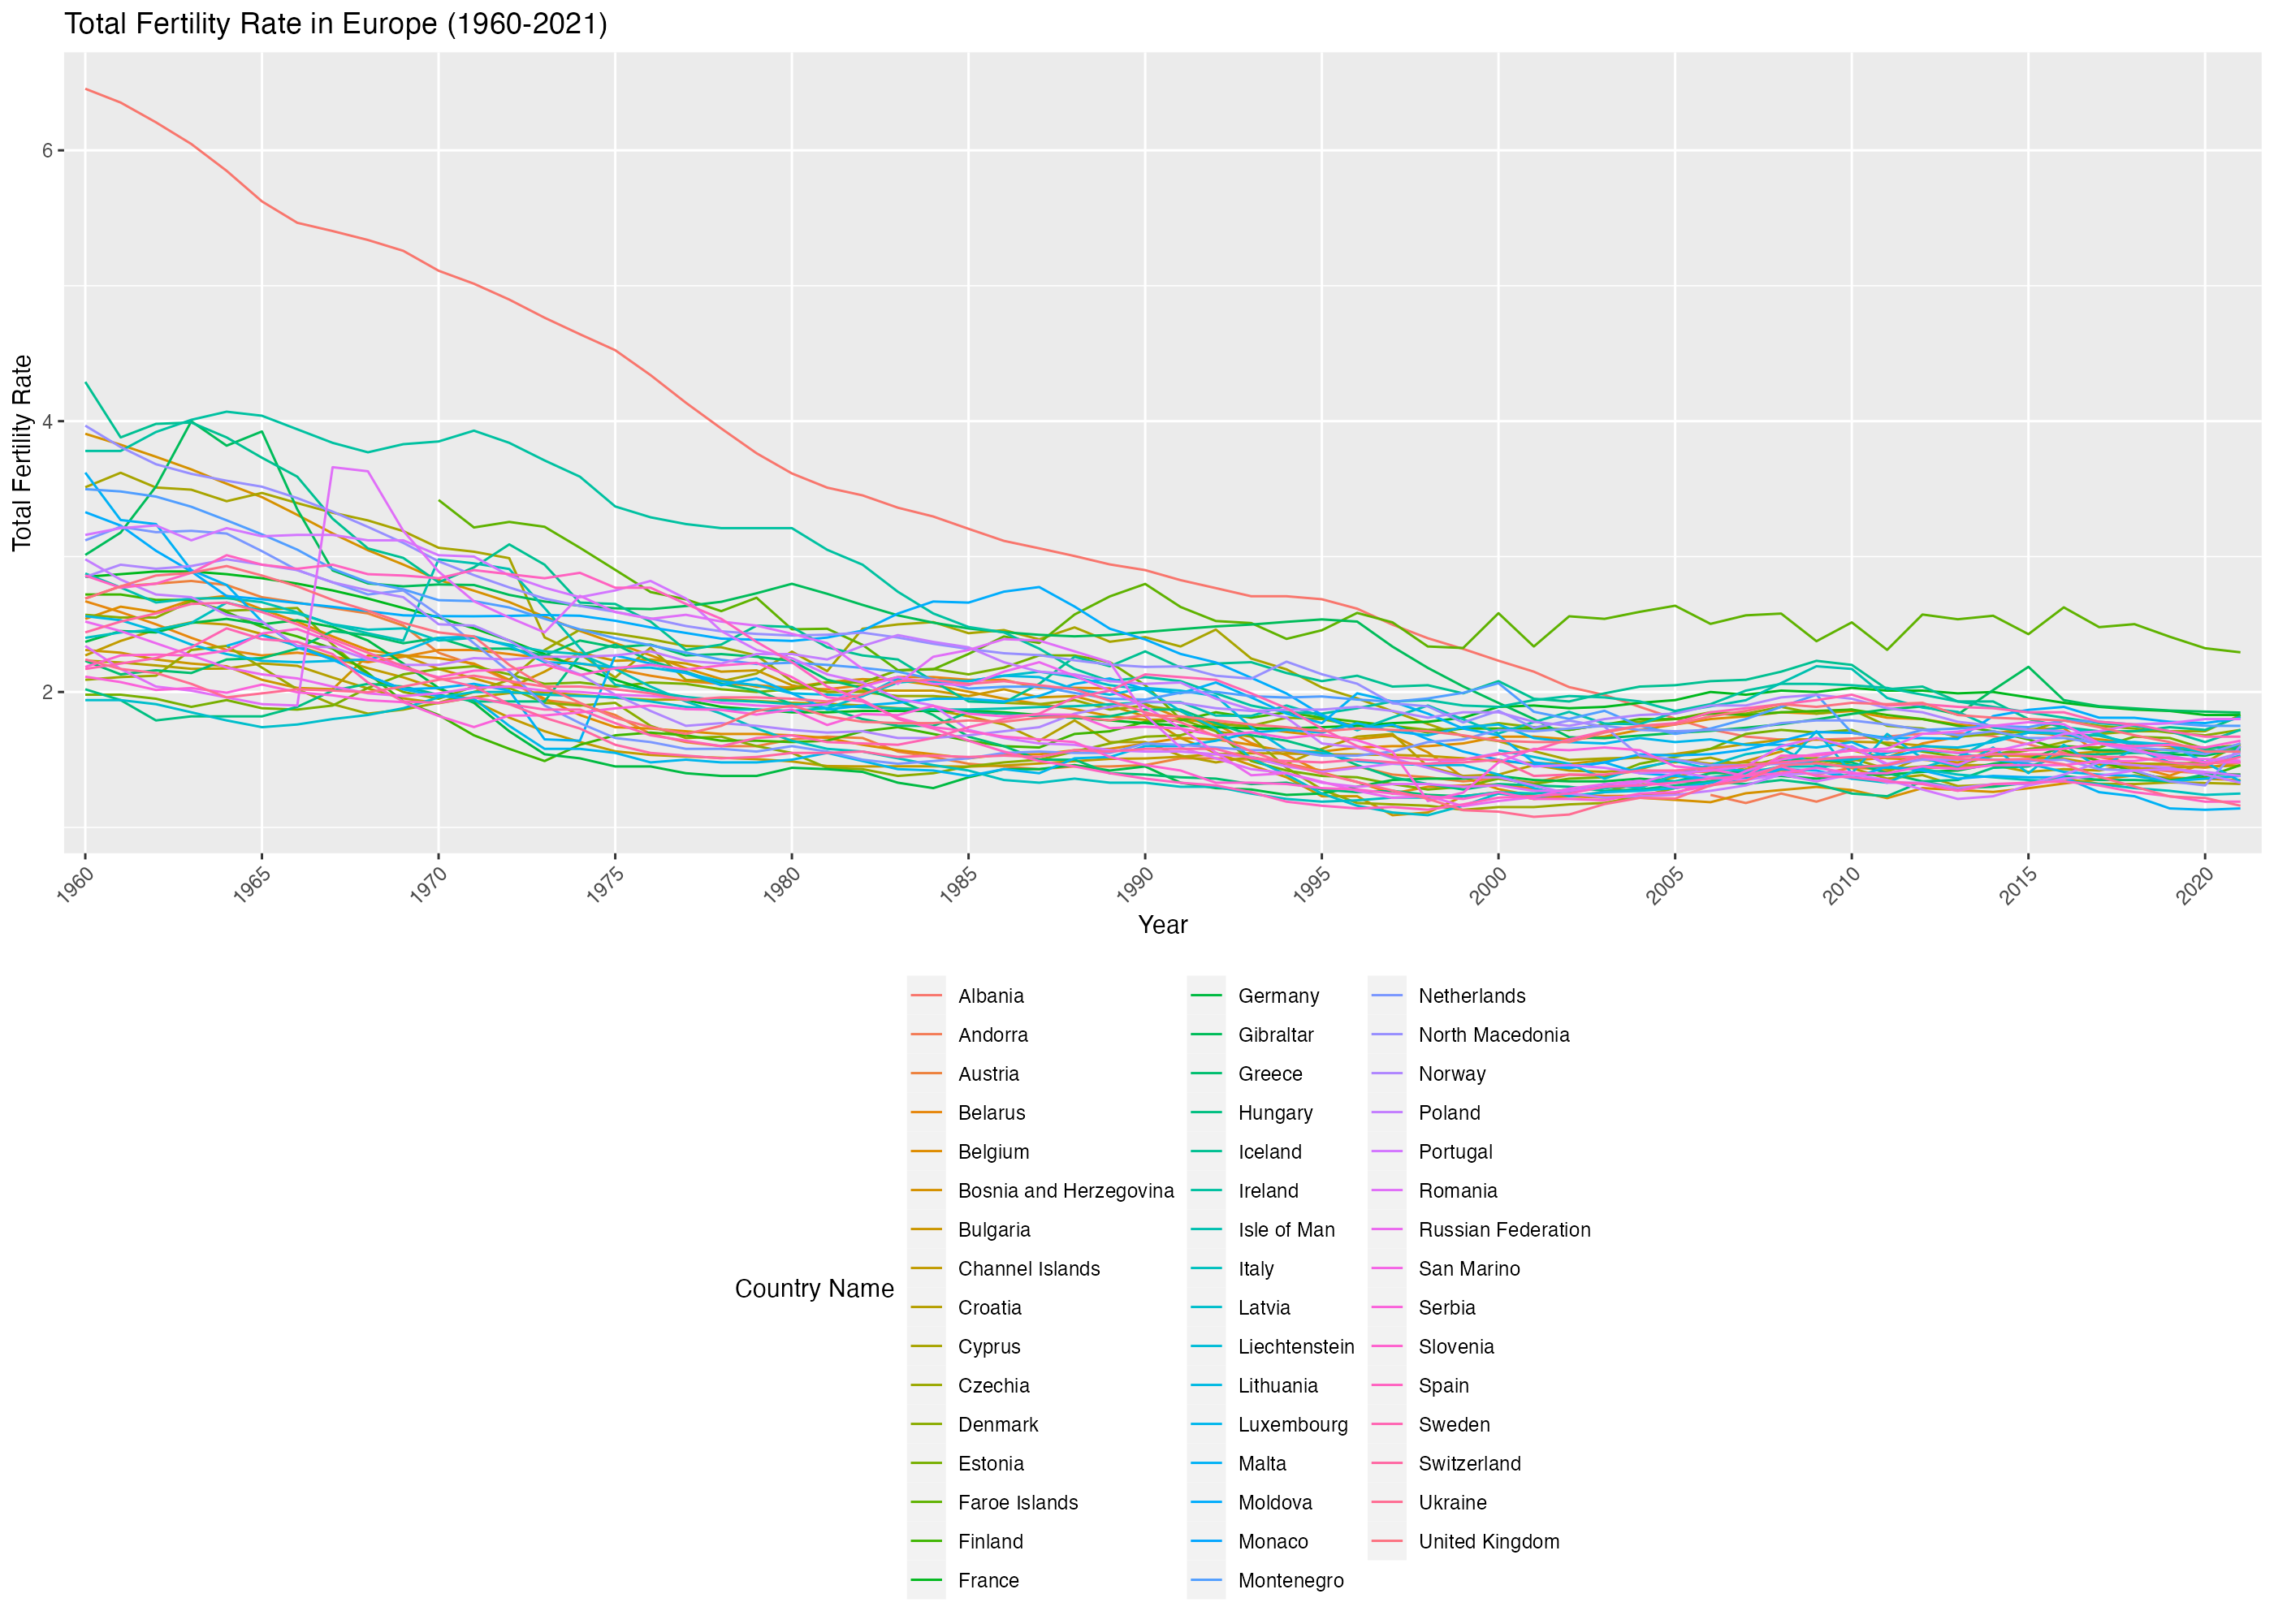 Total Fertility Rate in Europe (1960-2021)
Total Fertility Rate
6
4
2
1960
1965
1970
1975
1980
1985
1990
1995
2000
2005
2010
2015
2020
Year
Country Name
Albania
Andorra
Austria
Belarus
Belgium
Bosnia and Herzegovina
Bulgaria
Channel Islands
Croatia
Cyprus
Czechia
Denmark
Estonia
Faroe Islands
Finland
France
Germany
Gibraltar
Greece
Hungary
Iceland
Ireland
Isle of Man
Italy
Latvia
Liechtenstein
Lithuania
Luxembourg
Malta
Moldova
Monaco
Montenegro
Netherlands
North Macedonia
Norway
Poland
Portugal
Romania
Russian Federation
San Marino
Serbia
Slovenia
Spain
Sweden
Switzerland
Ukraine
United Kingdom